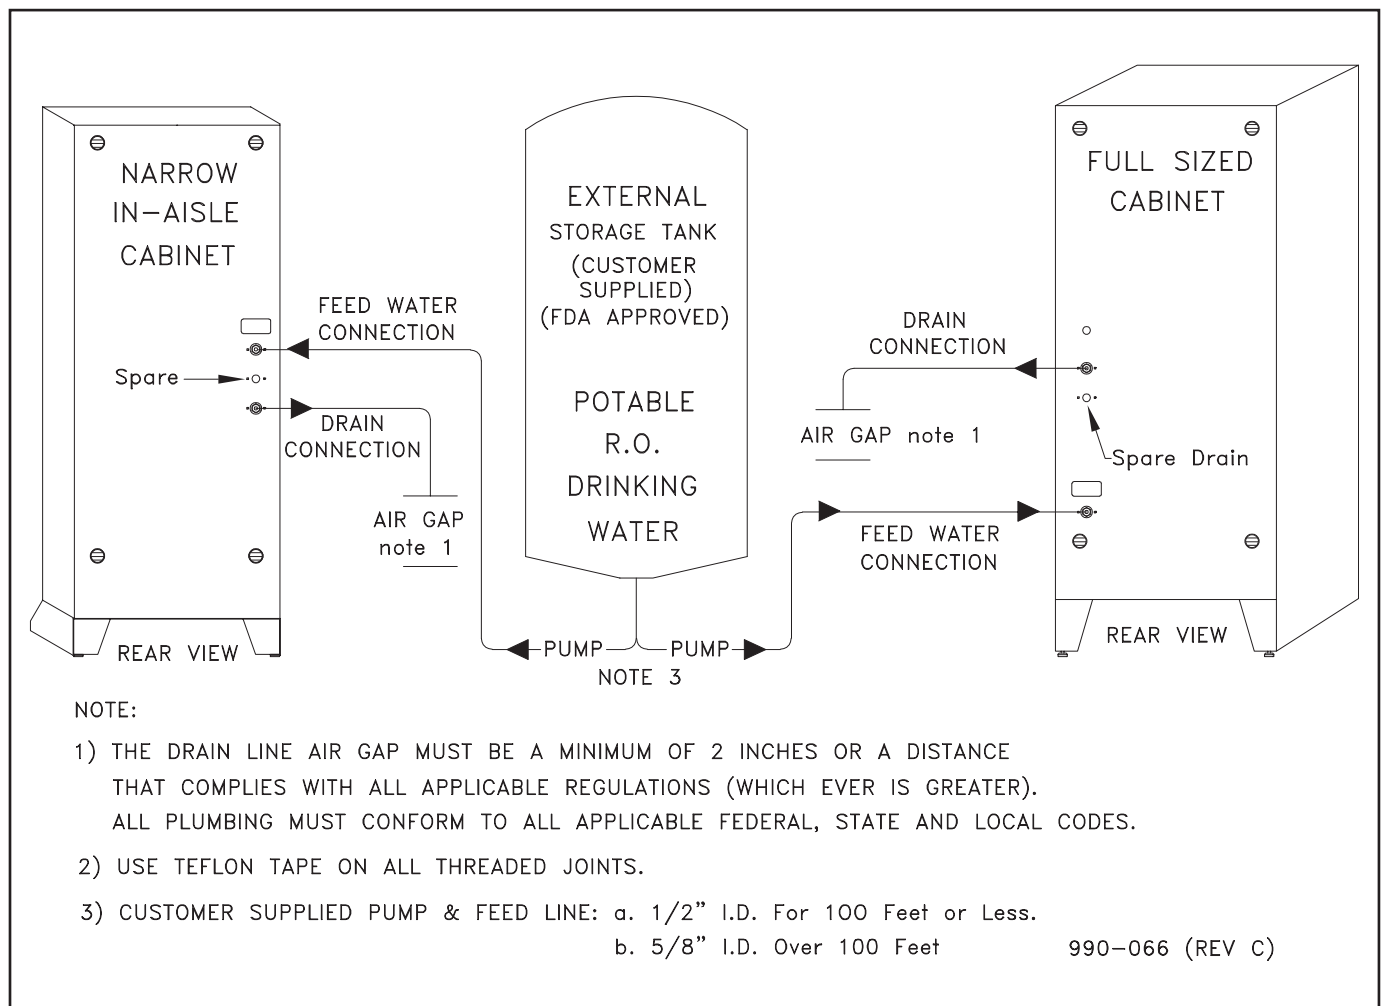 NARROW
IN-AISLE
CABINET
FEED WATER
CONNECTION
Spare
DRAIN
CONNECTION
AIR GAP
note 1
REAR VIEW
EXTERNAL
STORAGE TANK
(CUSTOMER
SUPPLIED)
(FDA APPROVED)
POTABLE
R.O.
DRINKING
WATER
PUMP
PUMP
NOTE 3
FULL SIZED
CABINET
DRAIN
CONNECTION
AIR GAP note 1
Spare Drain
FEED WATER
CONNECTION
REAR VIEW
NOTE:
1) THE DRAIN LINE AIR GAP MUST BE A MINIMUM OF 2 INCHES OR A DISTANCE
THAT COMPLIES WITH ALL APPLICABLE REGULATIONS (WHICH EVER IS GREATER).
ALL PLUMBING MUST CONFORM TO ALL APPLICABLE FEDERAL, STATE AND LOCAL CODES.
2) USE TEFLON TAPE ON ALL THREADED JOINTS.
3) CUSTOMER SUPPLIED PUMP & FEED LINE: a. 1/2" I.D. For 100 Feet or Less.
b. 5/8" I.D. Over 100 Feet
990-066 (REV C)